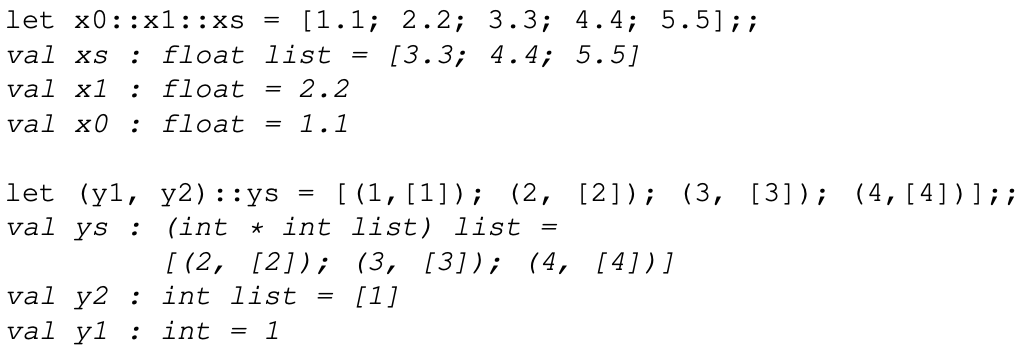 let x0::x1::xs = [1.1; 2.2; 3.3; 4.4; 5.5];;
val xs : float list = [3.3; 4.4; 5.5]
val x1 : float = 2.2
val x0 : float = 1.1
let (y1, y2)::ys = [(1,[1]); (2, [2]); (3, [3]); (4,[4])];;
val ys : (int * int list) list =
[(2, [2]); (3, [3]); (4, [4])]
val y2 : int list = [1]
val y1 : int = 1